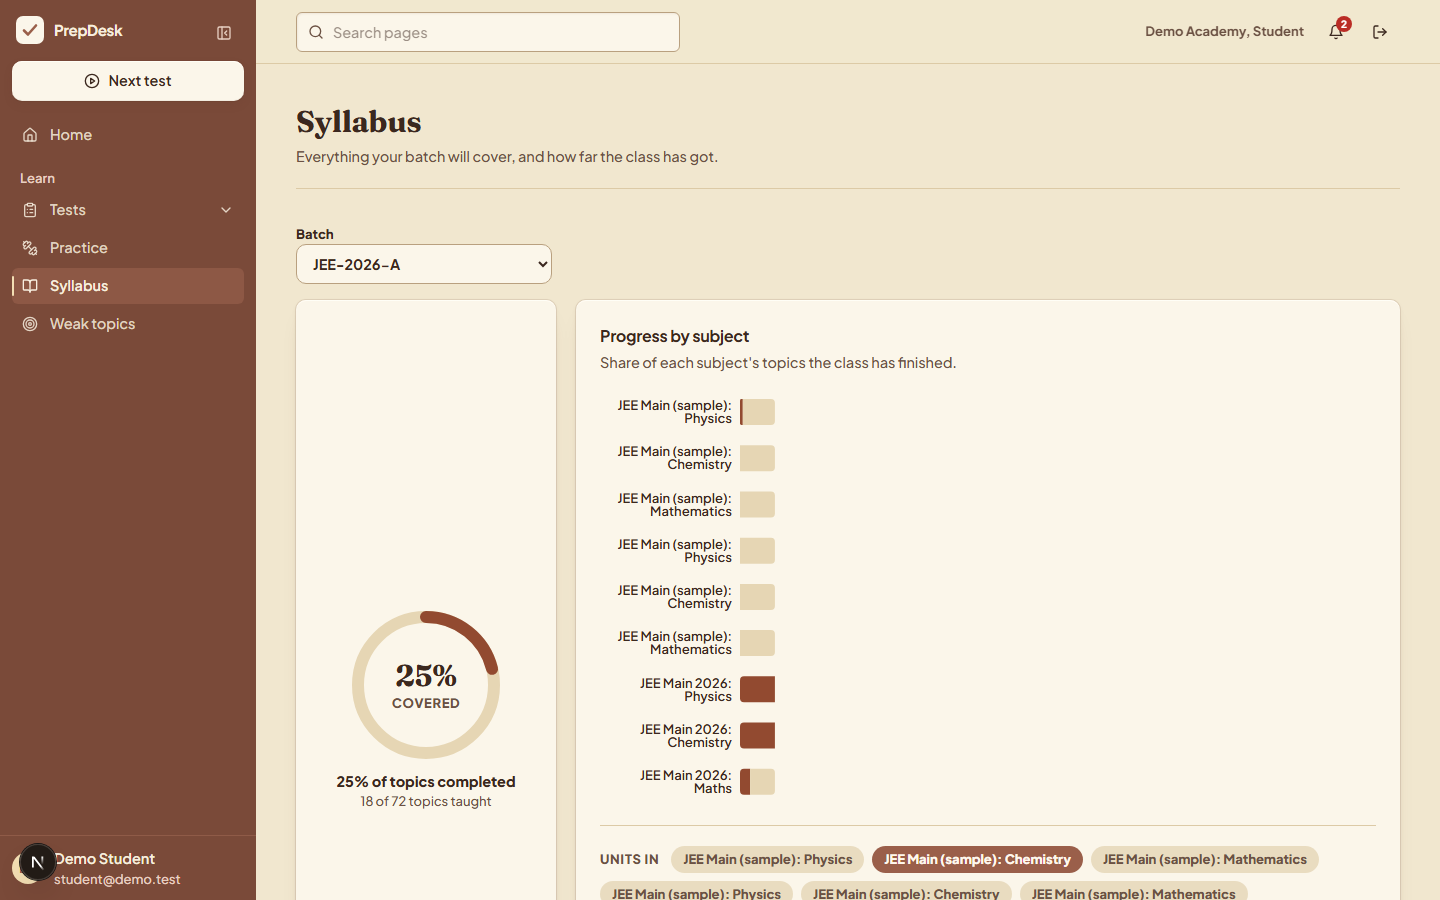 PrepDesk
Next test
Home
Learn
Tests
Practice
Syllabus
Weak topics
N
Demo Student
student@demo.test
Search pages
Demo Academy, Student
2
Syllabus
Everything your batch will cover, and how far the class has got.
Batch
JEE-2026-A
25%
COVERED
25% of topics completed
18 of 72 topics taught
Progress by subject
Share of each subject's topics the class has finished.
JEE Main (sample):
Physics
JEE Main (sample):
Chemistry
JEE Main (sample):
Mathematics
JEE Main (sample):
Physics
JEE Main (sample):
Chemistry
JEE Main (sample):
Mathematics
JEE Main 2026:
Physics
JEE Main 2026:
Chemistry
JEE Main 2026:
Maths
UNITS IN JEE Main (sample): Physics JEE Main (sample): Chemistry JEE Main (sample): Mathematics
JEE Main (sample): Physics JEE Main (sample): Chemistry JEE Main (sample): Mathematics